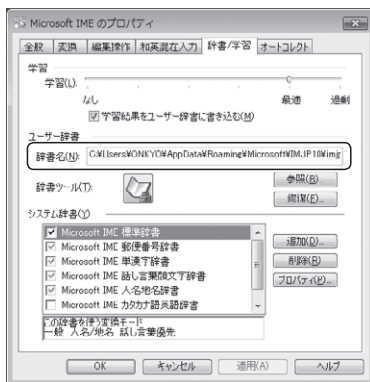 Microsoft IME のプロパティ
全般 変換 編集操作 和英混在入力 辞書/学習 オートコレクト
学習
学習(L):
なし 最適 過剰
学習結果をユーザー辞書に書き込む(M)
ユーザー辞書
辞書名(N): C:¥Users¥ONKYO¥AppData¥Roaming¥Microsoft¥IMJP10¥imjp
参照(B)
辞書ツール(T):
修復(E)...
システム辞書(Y)
Microsoft IME 標準辞書
Microsoft IME 郵便番号辞書
Microsoft IME 単漢字辞書
Microsoft IME 話し言葉顔文字辞書
Microsoft IME 人名地名辞書
Microsoft IME カタカナ語英語辞書
追加(D)...
削除(R)
プロパティ(P)...
この辞書を使う変換モード
一般 人名/地名 話し言葉優先
OK キャンセル 適用(A) ヘルプ